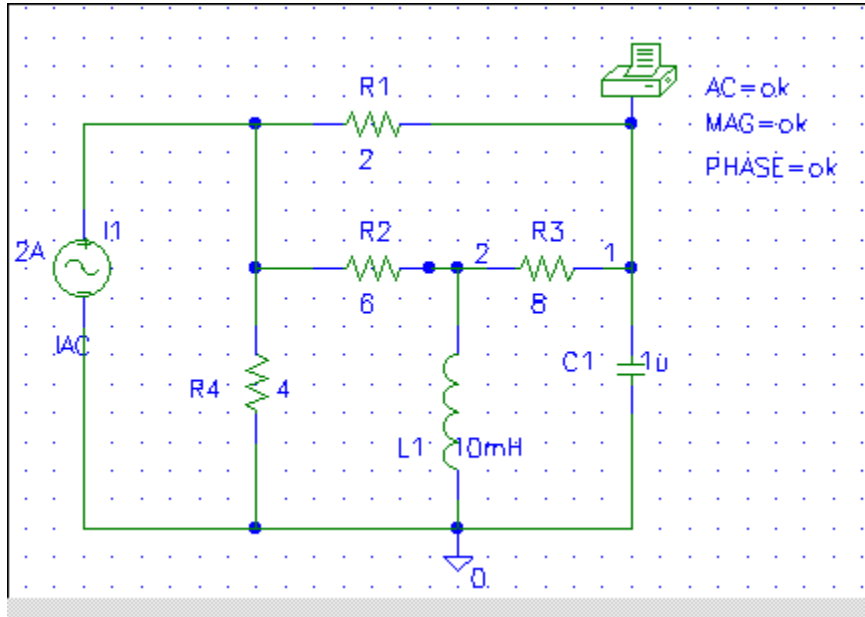 R1
AC=ok
MAG=ok
2
PHASE=ok
I1
2A
R2
2
R3
1
6
8
IAC
C1
1u
R4
4
L1
10mH
0